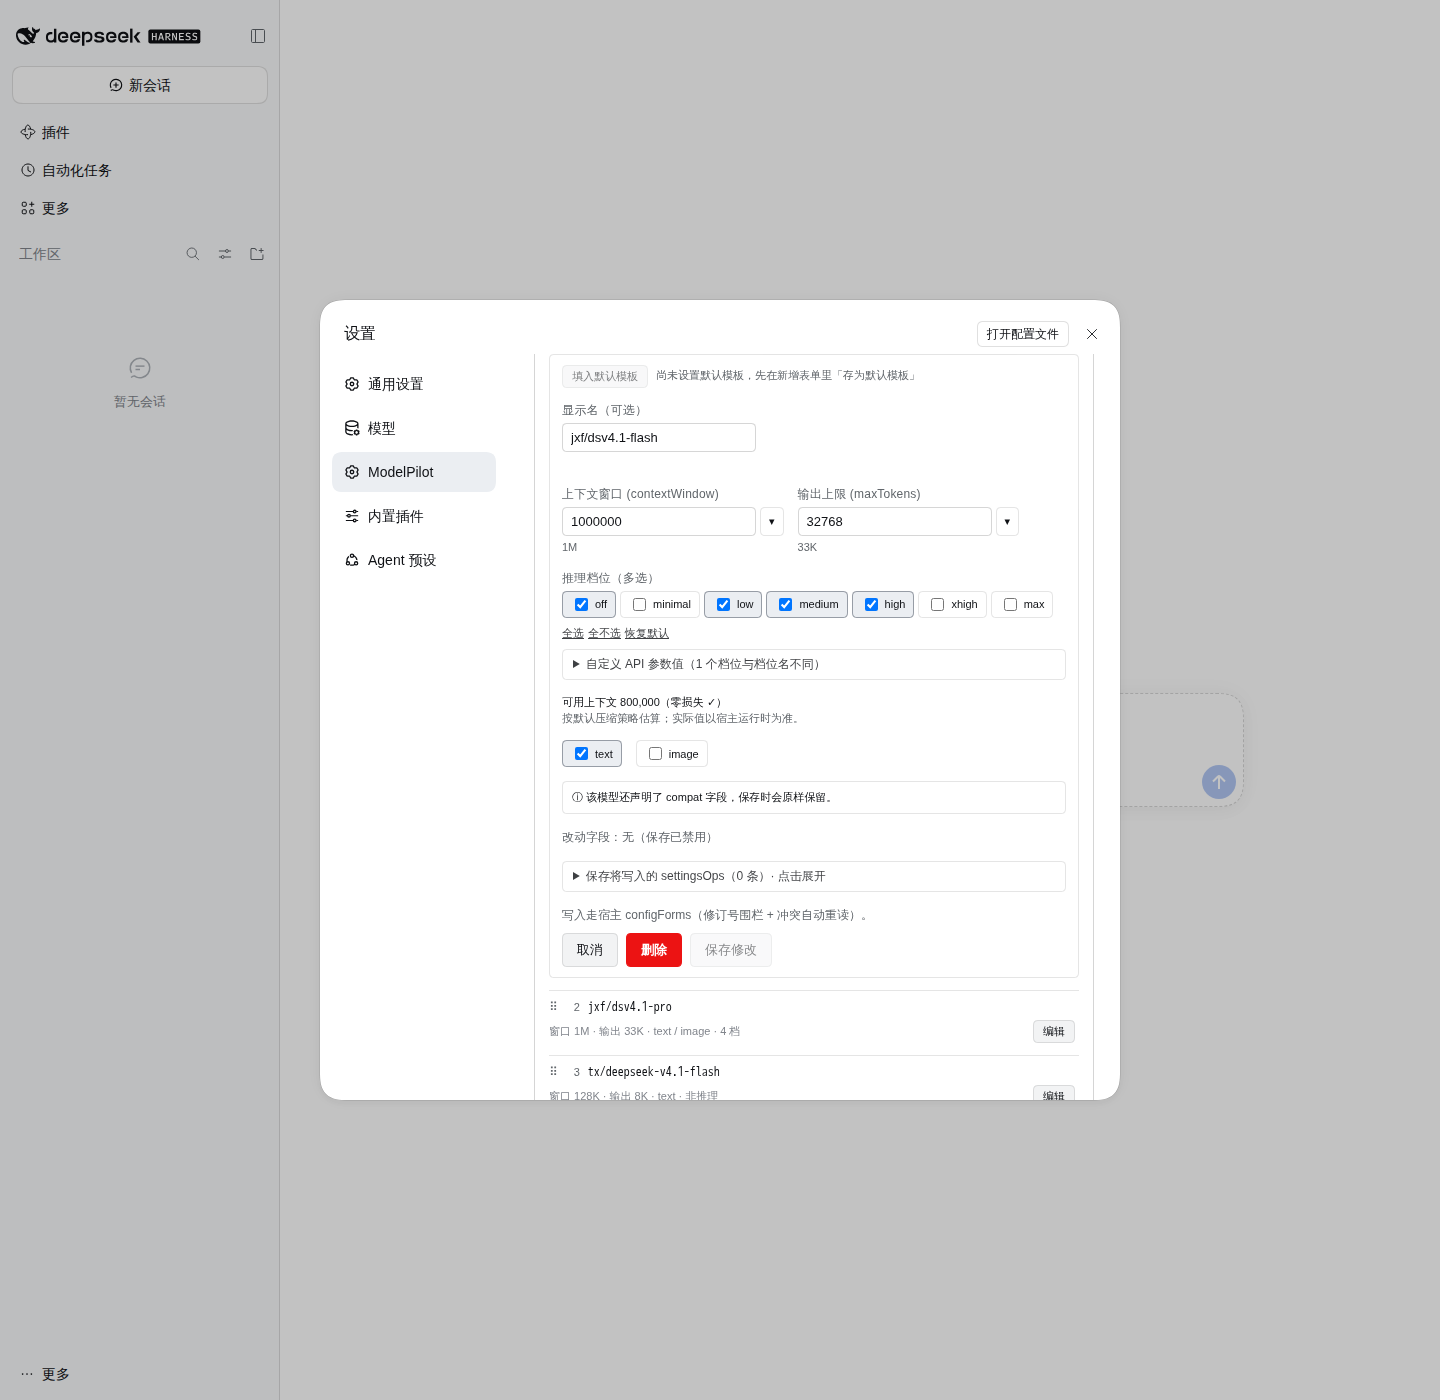 deepseek HARNESS
新会话
插件
自动化任务
更多
工作区
暂无会话
更多
设置
打开配置文件
通用设置
模型
ModelPilot
内置插件
Agent 预设
填入默认模板 尚未设置默认模板，先在新增表单里「存为默认模板」
显示名（可选）
jxf/dsv4.1-flash
上下文窗口 (contextWindow) 输出上限 (maxTokens)
1000000 ▾ 32768 ▾
1M 33K
推理档位（多选）
off minimal low medium high xhigh max
全选 全不选 恢复默认
▶ 自定义 API 参数值（1 个档位与档位名不同）
可用上下文 800,000（零损失 ✓）
按默认压缩策略估算；实际值以宿主运行时为准。
text image
ⓘ 该模型还声明了 compat 字段，保存时会原样保留。
改动字段：无（保存已禁用）
▶ 保存将写入的 settingsOps（0 条）· 点击展开
写入走宿主 configForms（修订号围栏 + 冲突自动重读）。
取消 删除 保存修改
⠿ 2 jxf/dsv4.1-pro
窗口 1M · 输出 33K · text / image · 4 档 编辑
⠿ 3 tx/deepseek-v4.1-flash
窗口 128K · 输出 8K · text · 非推理 编辑